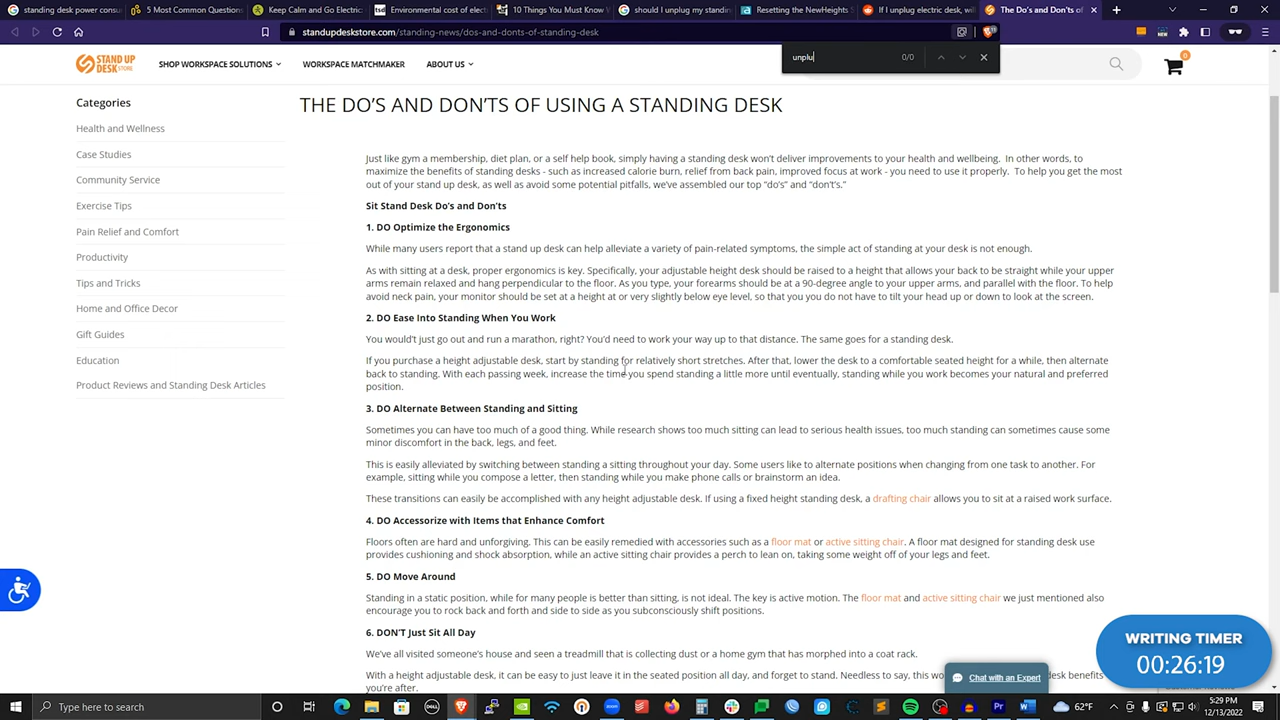 standing desk power consu
5 Most Common Questions
Keep Calm and Go Electri
Environmental cost of elect
10 Things You Must Know
should I unplug my standi
Resetting the NewHeights S
If I unplug electric desk, wil
The Do's and Don'ts of
standupdeskstore.com/standing-news/dos-and-donts-of-standing-desk
unplu 0/0
STAND UP DESK STORE
SHOP WORKSPACE SOLUTIONS WORKSPACE MATCHMAKER ABOUT US
0
Categories
Health and Wellness
Case Studies
Community Service
Exercise Tips
Pain Relief and Comfort
Productivity
Tips and Tricks
Home and Office Decor
Gift Guides
Education
Product Reviews and Standing Desk Articles
THE DO'S AND DON'TS OF USING A STANDING DESK
Just like gym a membership, diet plan, or a self help book, simply having a standing desk won't deliver improvements to your health and wellbeing. In other words, to
maximize the benefits of standing desks - such as increased calorie burn, relief from back pain, improved focus at work - you need to use it properly. To help you get the most
out of your stand up desk, as well as avoid some potential pitfalls, we've assembled our top "do's" and "don't's."
Sit Stand Desk Do's and Don'ts
1. DO Optimize the Ergonomics
While many users report that a stand up desk can help alleviate a variety of pain-related symptoms, the simple act of standing at your desk is not enough.
As with sitting at a desk, proper ergonomics is key. Specifically, your adjustable height desk should be raised to a height that allows your back to be straight while your upper
arms remain relaxed and hang perpendicular to the floor. As you type, your forearms should be at a 90-degree angle to your upper arms, and parallel with the floor. To help
avoid neck pain, your monitor should be set at a height at or very slightly below eye level, so that you you do not have to tilt your head up or down to look at the screen.
2. DO Ease Into Standing When You Work
You would't just go out and run a marathon, right? You'd need to work your way up to that distance. The same goes for a standing desk.
If you purchase a height adjustable desk, start by standing for relatively short stretches. After that, lower the desk to a comfortable seated height for a while, then alternate
back to standing. With each passing week, increase the time you spend standing a little more until eventually, standing while you work becomes your natural and preferred
position.
3. DO Alternate Between Standing and Sitting
Sometimes you can have too much of a good thing. While research shows too much sitting can lead to serious health issues, too much standing can sometimes cause some
minor discomfort in the back, legs, and feet.
This is easily alleviated by switching between standing a sitting throughout your day. Some users like to alternate positions when changing from one task to another. For
example, sitting while you compose a letter, then standing while you make phone calls or brainstorm an idea.
These transitions can easily be accomplished with any height adjustable desk. If using a fixed height standing desk, a drafting chair allows you to sit at a raised work surface.
4. DO Accessorize with Items that Enhance Comfort
Floors often are hard and unforgiving. This can be easily remedied with accessories such as a floor mat or active sitting chair. A floor mat designed for standing desk use
provides cushioning and shock absorption, while an active sitting chair provides a perch to lean on, taking some weight off of your legs and feet.
5. DO Move Around
Standing in a static position, while for many people is better than sitting, is not ideal. The key is active motion. The floor mat and active sitting chair we just mentioned also
encourage you to rock back and forth and side to side as you subconsciously shift positions.
6. DON'T Just Sit All Day
We've all visited someone's house and seen a treadmill that is collecting dust or a home gym that has morphed into a coat rack.
With a height adjustable desk, it can be easy to just leave it in the seated position all day, and forget to stand. Needless to say, this wo desk benefits
you're after.
Chat with an Expert
WRITING TIMER
00:26:19
Type here to search
62°F
5:29 PM
12/13/2022